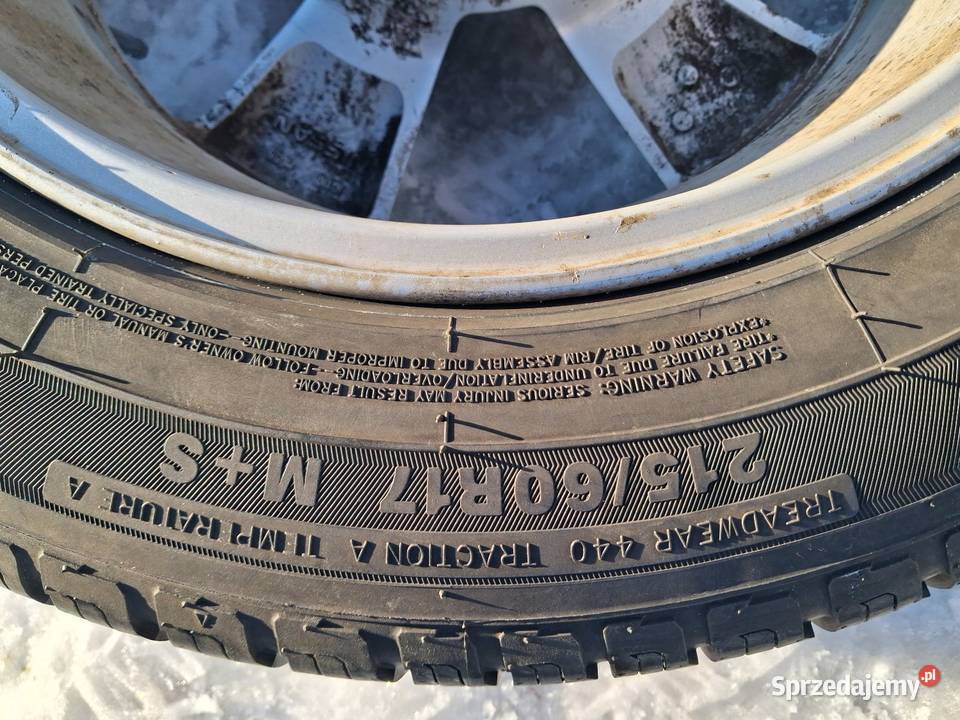 SAFETY WARNING: SERIOUS INJURY MAY RESULT FROM:
*TIRE FAILURE DUE TO UNDERINFLATION/OVERLOADING--FOLLOW OWNER'S MANUAL OR TIRE PLACA
*EXPLOSION OF TIRE/RIM ASSEMBLY DUE TO IMPROPER MOUNTING--ONLY SPECIALLY TRAINED PERS
215/60R17 M+S
TREADWEAR 440 TRACTION A TEMPERATURE A
Sprzedajemy.pl